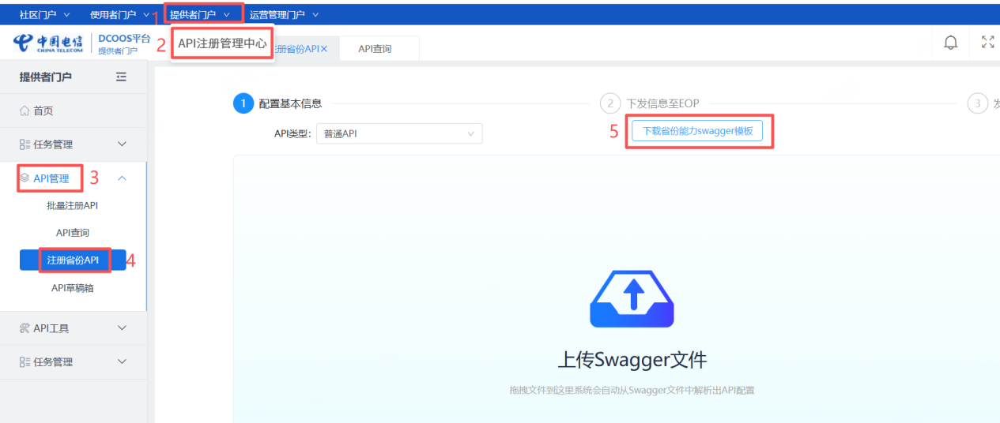 社区门户 使用者门户 1 提供者门户 运营管理门户
中国电信 CHINA TELECOM DCOOS平台 提供者门户
2 API注册管理中心 册省份API× API查询
提供者门户
1 配置基本信息 2 下发信息至EOP 3
首页
API类型: 普通API 5 下载省份能力swagger模板
任务管理
API管理 3
批量注册API
API查询
注册省份API 4
API草稿箱
API工具
任务管理
上传Swagger文件
拖拽文件到这里系统会自动从Swagger文件中解析出API配置